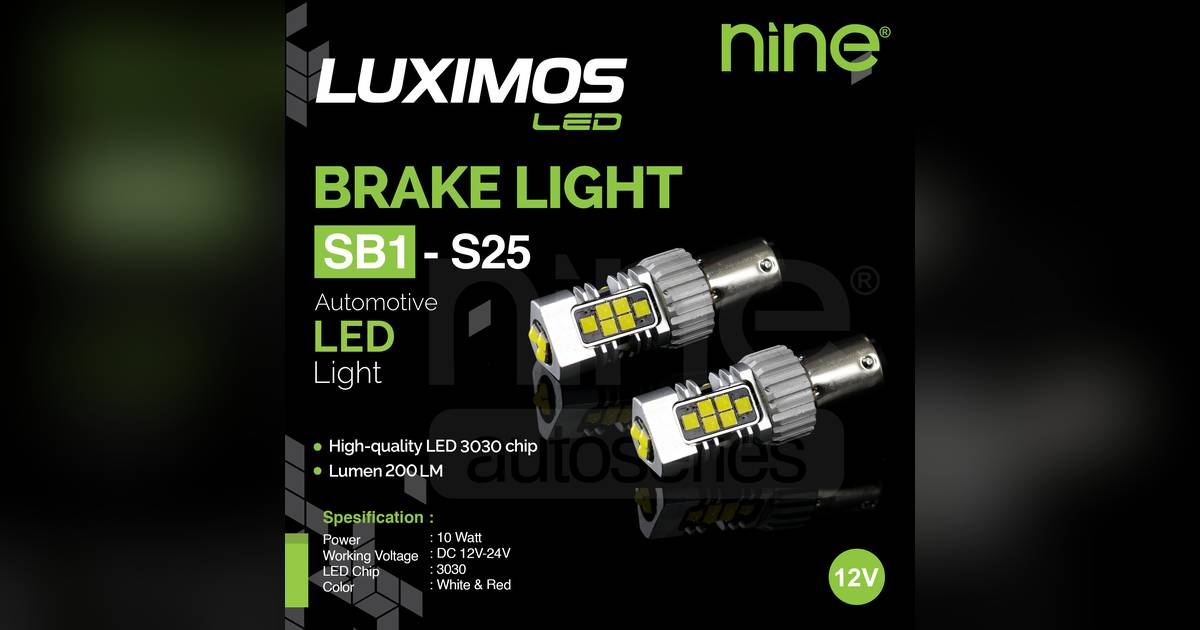 nine®
LUXIMOS
LED
BRAKE LIGHT
SB1 - S25
Automotive
LED
Light
nine®
autoseries
• High-quality LED 3030 chip
• Lumen 200 LM
Spesification :
Power : 10 Watt
Working Voltage : DC 12V-24V
LED Chip : 3030
Color : White & Red
12V